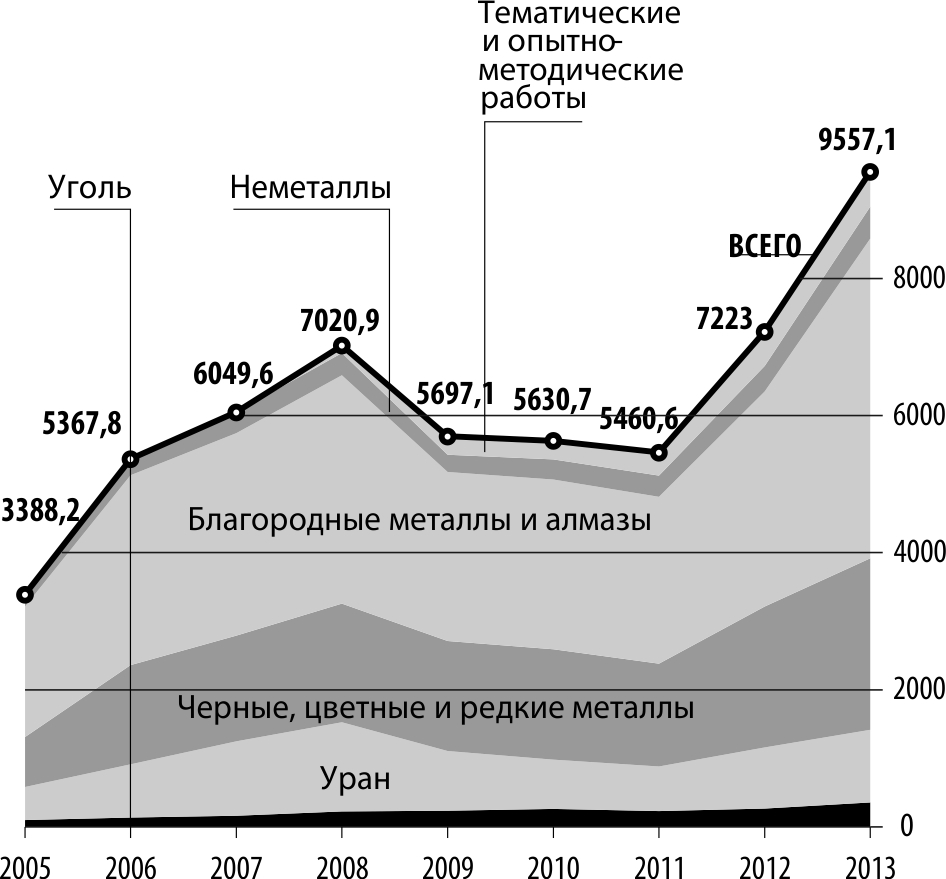 Тематические
и опытно-
методические
работы
9557,1
Уголь
Неметаллы
ВСЕГО
8000
7020,9
7223
6049,6
5697,1
5630,7
5460,6
6000
5367,8
3388,2
Благородные металлы и алмазы
4000
2000
Черные, цветные и редкие металлы
Уран
0
2005 2006 2007 2008 2009 2010 2011 2012 2013